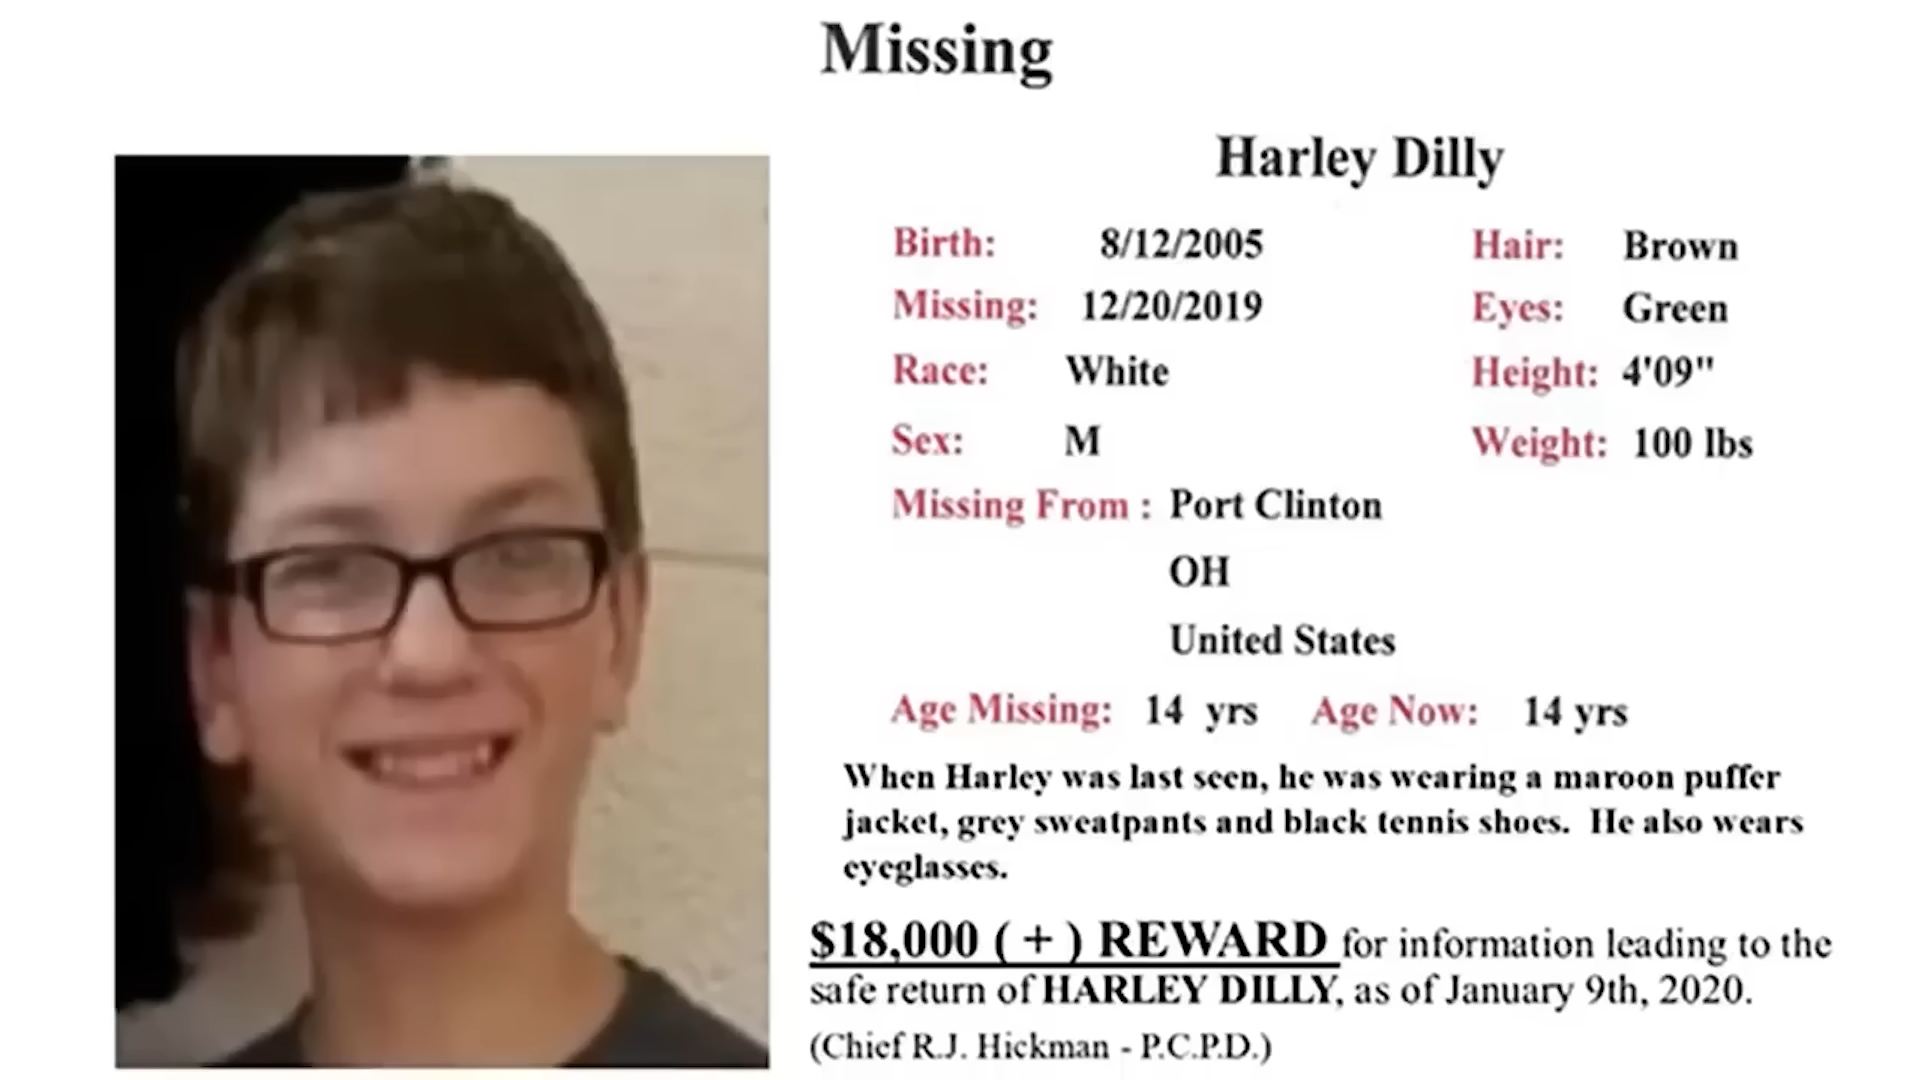 Missing
Harley Dilly
Birth: 8/12/2005 Hair: Brown
Missing: 12/20/2019 Eyes: Green
Race: White Height: 4'09"
Sex: M Weight: 100 lbs
Missing From : Port Clinton
OH
United States
Age Missing: 14 yrs Age Now: 14 yrs
When Harley was last seen, he was wearing a maroon puffer
jacket, grey sweatpants and black tennis shoes. He also wears
eyeglasses.
$18,000 ( + ) REWARD for information leading to the
safe return of HARLEY DILLY, as of January 9th, 2020.
(Chief R.J. Hickman - P.C.P.D.)